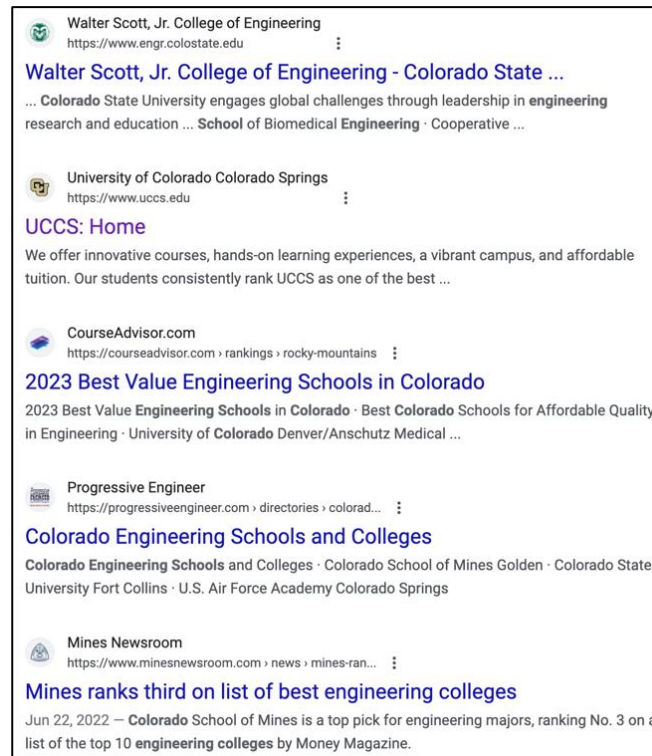 Walter Scott, Jr. College of Engineering
https://www.engr.colostate.edu
Walter Scott, Jr. College of Engineering - Colorado State ...
... Colorado State University engages global challenges through leadership in engineering
research and education ... School of Biomedical Engineering · Cooperative ...
University of Colorado Colorado Springs
https://www.uccs.edu
UCCS: Home
We offer innovative courses, hands-on learning experiences, a vibrant campus, and affordable
tuition. Our students consistently rank UCCS as one of the best ...
CourseAdvisor.com
https://courseadvisor.com › rankings › rocky-mountains
2023 Best Value Engineering Schools in Colorado
2023 Best Value Engineering Schools in Colorado · Best Colorado Schools for Affordable Quality
in Engineering · University of Colorado Denver/Anschutz Medical ...
Progressive Engineer
https://progressiveengineer.com › directories › colorad...
Colorado Engineering Schools and Colleges
Colorado Engineering Schools and Colleges · Colorado School of Mines Golden · Colorado State
University Fort Collins · U.S. Air Force Academy Colorado Springs
Mines Newsroom
https://www.minesnewsroom.com › news › mines-ran...
Mines ranks third on list of best engineering colleges
Jun 22, 2022 — Colorado School of Mines is a top pick for engineering majors, ranking No. 3 on a
list of the top 10 engineering colleges by Money Magazine.